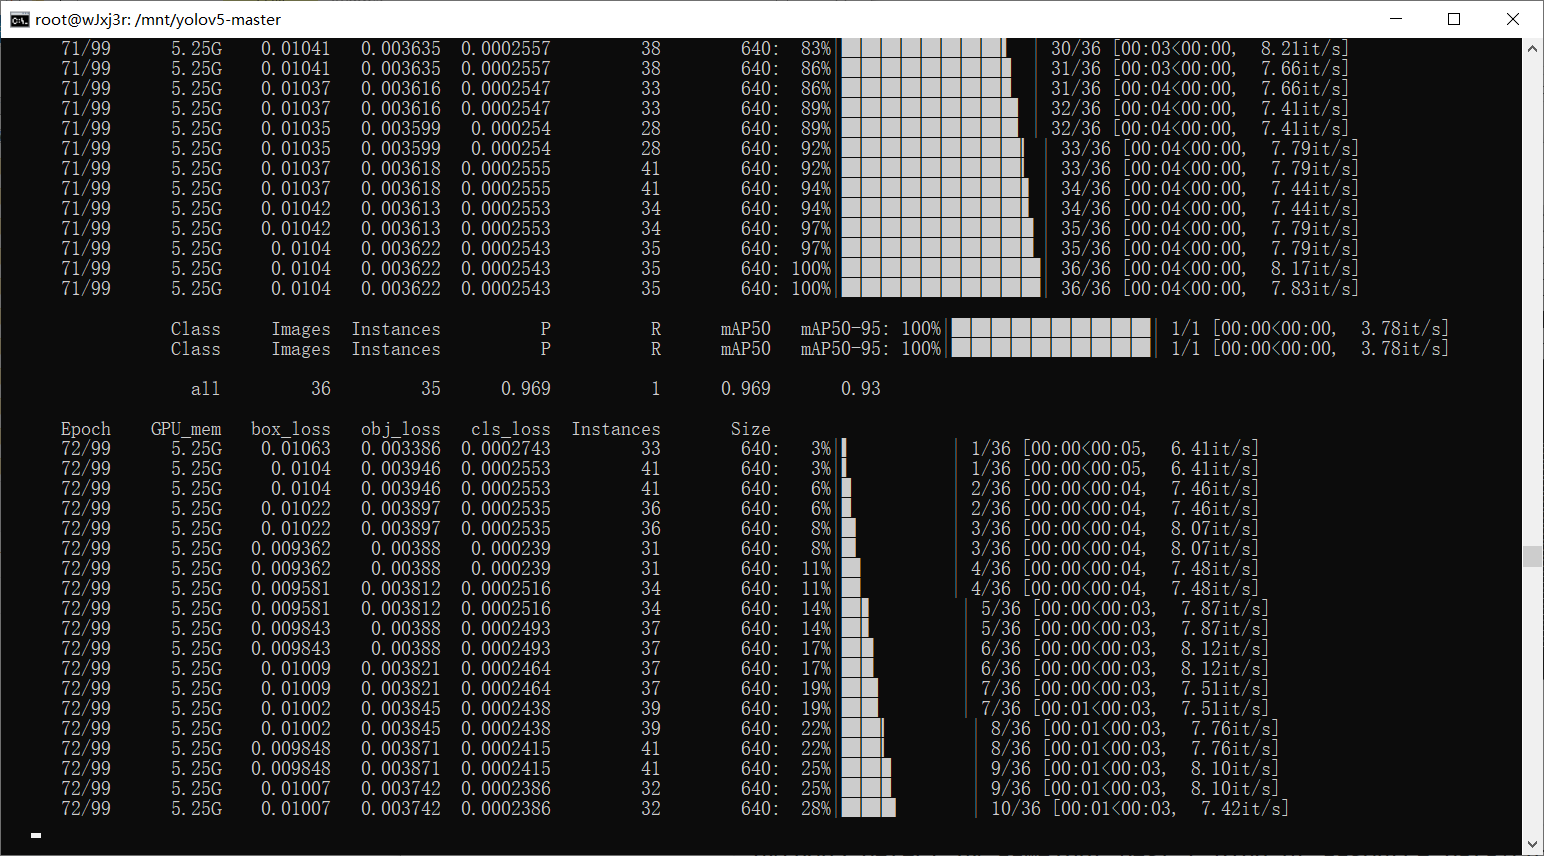 root@wJxj3r: /mnt/yolov5-master
71/99 5.25G 0.01041 0.003635 0.0002557 38 640: 83% 30/36 [00:03<00:00, 8.21it/s]
71/99 5.25G 0.01041 0.003635 0.0002557 38 640: 86% 31/36 [00:03<00:00, 7.66it/s]
71/99 5.25G 0.01037 0.003616 0.0002547 33 640: 86% 31/36 [00:04<00:00, 7.66it/s]
71/99 5.25G 0.01037 0.003616 0.0002547 33 640: 89% 32/36 [00:04<00:00, 7.41it/s]
71/99 5.25G 0.01035 0.003599 0.000254 28 640: 89% 32/36 [00:04<00:00, 7.41it/s]
71/99 5.25G 0.01035 0.003599 0.000254 28 640: 92% 33/36 [00:04<00:00, 7.79it/s]
71/99 5.25G 0.01037 0.003618 0.0002555 41 640: 92% 33/36 [00:04<00:00, 7.79it/s]
71/99 5.25G 0.01037 0.003618 0.0002555 41 640: 94% 34/36 [00:04<00:00, 7.44it/s]
71/99 5.25G 0.01042 0.003613 0.0002553 34 640: 94% 34/36 [00:04<00:00, 7.44it/s]
71/99 5.25G 0.01042 0.003613 0.0002553 34 640: 97% 35/36 [00:04<00:00, 7.79it/s]
71/99 5.25G 0.0104 0.003622 0.0002543 35 640: 97% 35/36 [00:04<00:00, 7.79it/s]
71/99 5.25G 0.0104 0.003622 0.0002543 35 640: 100% 36/36 [00:04<00:00, 8.17it/s]
71/99 5.25G 0.0104 0.003622 0.0002543 35 640: 100% 36/36 [00:04<00:00, 7.83it/s]
Class Images Instances P R mAP50 mAP50-95: 100% 1/1 [00:00<00:00, 3.78it/s]
Class Images Instances P R mAP50 mAP50-95: 100% 1/1 [00:00<00:00, 3.78it/s]
all 36 35 0.969 1 0.969 0.93
Epoch GPU_mem box_loss obj_loss cls_loss Instances Size
72/99 5.25G 0.01063 0.003386 0.0002743 33 640: 3% 1/36 [00:00<00:05, 6.41it/s]
72/99 5.25G 0.0104 0.003946 0.0002553 41 640: 3% 1/36 [00:00<00:05, 6.41it/s]
72/99 5.25G 0.0104 0.003946 0.0002553 41 640: 6% 2/36 [00:00<00:04, 7.46it/s]
72/99 5.25G 0.01022 0.003897 0.0002535 36 640: 6% 2/36 [00:00<00:04, 7.46it/s]
72/99 5.25G 0.01022 0.003897 0.0002535 36 640: 8% 3/36 [00:00<00:04, 8.07it/s]
72/99 5.25G 0.009362 0.00388 0.000239 31 640: 8% 3/36 [00:00<00:04, 8.07it/s]
72/99 5.25G 0.009362 0.00388 0.000239 31 640: 11% 4/36 [00:00<00:04, 7.48it/s]
72/99 5.25G 0.009581 0.003812 0.0002516 34 640: 11% 4/36 [00:00<00:04, 7.48it/s]
72/99 5.25G 0.009581 0.003812 0.0002516 34 640: 14% 5/36 [00:00<00:03, 7.87it/s]
72/99 5.25G 0.009843 0.00388 0.0002493 37 640: 14% 5/36 [00:00<00:03, 7.87it/s]
72/99 5.25G 0.009843 0.00388 0.0002493 37 640: 17% 6/36 [00:00<00:03, 8.12it/s]
72/99 5.25G 0.01009 0.003821 0.0002464 37 640: 17% 6/36 [00:00<00:03, 8.12it/s]
72/99 5.25G 0.01009 0.003821 0.0002464 37 640: 19% 7/36 [00:00<00:03, 7.51it/s]
72/99 5.25G 0.01002 0.003845 0.0002438 39 640: 19% 7/36 [00:01<00:03, 7.51it/s]
72/99 5.25G 0.01002 0.003845 0.0002438 39 640: 22% 8/36 [00:01<00:03, 7.76it/s]
72/99 5.25G 0.009848 0.003871 0.0002415 41 640: 22% 8/36 [00:01<00:03, 7.76it/s]
72/99 5.25G 0.009848 0.003871 0.0002415 41 640: 25% 9/36 [00:01<00:03, 8.10it/s]
72/99 5.25G 0.01007 0.003742 0.0002386 32 640: 25% 9/36 [00:01<00:03, 8.10it/s]
72/99 5.25G 0.01007 0.003742 0.0002386 32 640: 28% 10/36 [00:01<00:03, 7.42it/s]